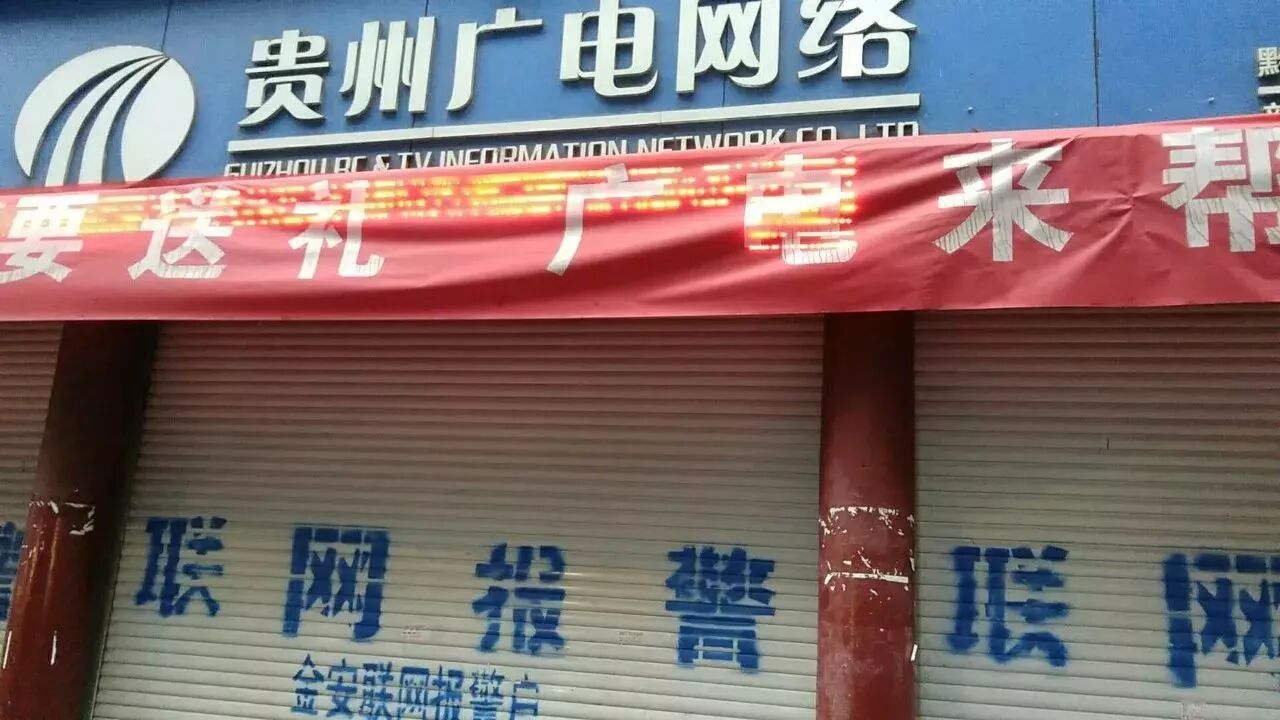 贵州广电网络
GUIZHOU BC & TV INFORMATION NETWORK CO.,LTD
要送礼 广电来帮
联网报警
联网
金安联网报警户